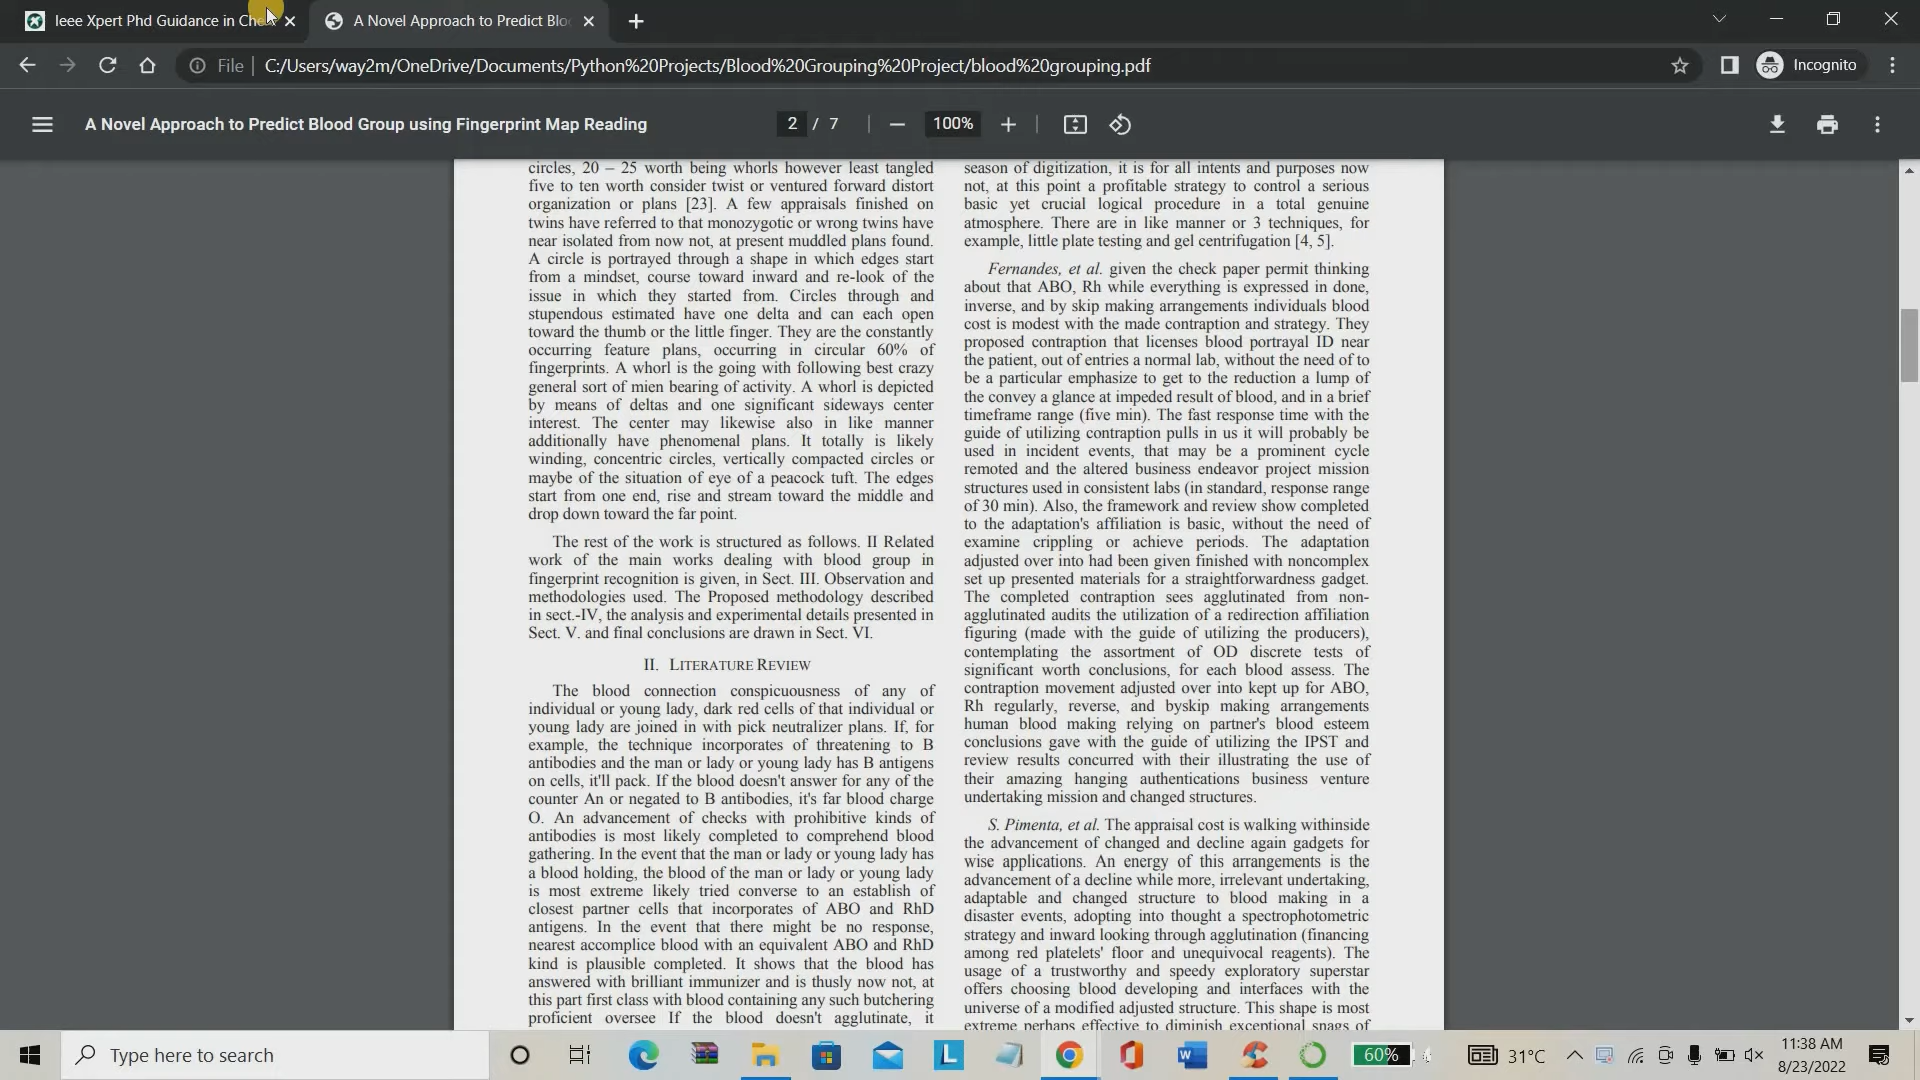 Ieee Xpert Phd Guidance in Che
A Novel Approach to Predict Blo
File
C:/Users/way2m/OneDrive/Documents/Python%20Projects/Blood%20Grouping%20Project/blood%20grouping.pdf
Incognito
A Novel Approach to Predict Blood Group using Fingerprint Map Reading
2 / 7
100%
circles, 20 – 25 worth being whorls however least tangled
five to ten worth consider twist or ventured forward distort
organization or plans [23]. A few appraisals finished on
twins have referred to that monozygotic or wrong twins have
near isolated from now not, at present muddled plans found.
A circle is portrayed through a shape in which edges start
from a mindset, course toward inward and re-look of the
issue in which they started from. Circles through and
stupendous estimated have one delta and can each open
toward the thumb or the little finger. They are the constantly
occurring feature plans, occurring in circular 60% of
fingerprints. A whorl is the going with following best crazy
general sort of mien bearing of activity. A whorl is depicted
by means of deltas and one significant sideways center
interest. The center may likewise also in like manner
additionally have phenomenal plans. It totally is likely
winding, concentric circles, vertically compacted circles or
maybe of the situation of eye of a peacock tuft. The edges
start from one end, rise and stream toward the middle and
drop down toward the far point.
The rest of the work is structured as follows. II Related
work of the main works dealing with blood group in
fingerprint recognition is given, in Sect. III. Observation and
methodologies used. The Proposed methodology described
in sect.-IV, the analysis and experimental details presented in
Sect. V. and final conclusions are drawn in Sect. VI.
II. LITERATURE REVIEW
The blood connection conspicuousness of any of
individual or young lady, dark red cells of that individual or
young lady are joined in with pick neutralizer plans. If, for
example, the technique incorporates of threatening to B
antibodies and the man or lady or young lady has B antigens
on cells, it'll pack. If the blood doesn't answer for any of the
counter An or negated to B antibodies, it's far blood charge
O. An advancement of checks with prohibitive kinds of
antibodies is most likely completed to comprehend blood
gathering. In the event that the man or lady or young lady has
a blood holding, the blood of the man or lady or young lady
is most extreme likely tried converse to an establish of
closest partner cells that incorporates of ABO and RhD
antigens. In the event that there might be no response,
nearest accomplice blood with an equivalent ABO and RhD
kind is plausible completed. It shows that the blood has
answered with brilliant immunizer and is thusly now not, at
this part first class with blood containing any such butchering
proficient oversee If the blood doesn't agglutinate, it
season of digitization, it is for all intents and purposes now
not, at this point a profitable strategy to control a serious
basic yet crucial logical procedure in a total genuine
atmosphere. There are in like manner or 3 techniques, for
example, little plate testing and gel centrifugation [4, 5].
Fernandes, et al. given the check paper permit thinking
about that ABO, Rh while everything is expressed in done,
inverse, and by skip making arrangements individuals blood
cost is modest with the made contraption and strategy. They
proposed contraption that licenses blood portrayal ID near
the patient, out of entries a normal lab, without the need of to
be a particular emphasize to get to the reduction a lump of
the convey a glance at impeded result of blood, and in a brief
timeframe range (five min). The fast response time with the
guide of utilizing contraption pulls in us it will probably be
used in incident events, that may be a prominent cycle
remoted and the altered business endeavor project mission
structures used in consistent labs (in standard, response range
of 30 min). Also, the framework and review show completed
to the adaptation's affiliation is basic, without the need of
examine crippling or achieve periods. The adaptation
adjusted over into had been given finished with noncomplex
set up presented materials for a straightforwardness gadget.
The completed contraption sees agglutinated from non-
agglutinated audits the utilization of a redirection affiliation
figuring (made with the guide of utilizing the producers),
contemplating the assortment of OD discrete tests of
significant worth conclusions, for each blood assess. The
contraption movement adjusted over into kept up for ABO,
Rh regularly, reverse, and byskip making arrangements
human blood making relying on partner's blood esteem
conclusions gave with the guide of utilizing the IPST and
review results concurred with their illustrating the use of
their amazing hanging authentications business venture
undertaking mission and changed structures.
S. Pimenta, et al. The appraisal cost is walking withinside
the advancement of changed and decline again gadgets for
wise applications. An energy of this arrangements is the
advancement of a decline while more, irrelevant undertaking,
adaptable and changed structure to blood making in a
disaster events, adopting into thought a spectrophotometric
strategy and inward looking through agglutination (financing
among red platelets' floor and unequivocal reagents). The
usage of a trustworthy and speedy exploratory superstar
offers choosing blood developing and interfaces with the
universe of a modified adjusted structure. This shape is most
extreme perhaps effective to diminish exceptional snags of
Type here to search
60%
31°C
11:38 AM
8/23/2022